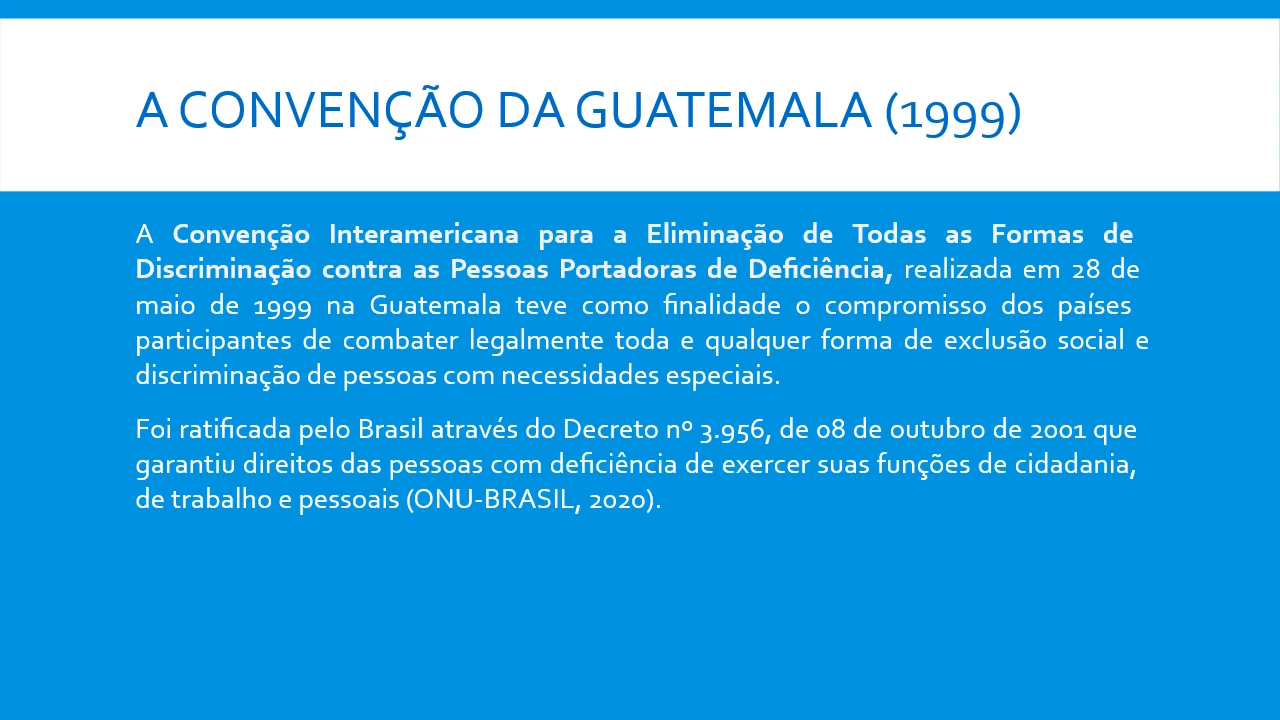 A CONVENÇÃO DA GUATEMALA (1999)
A Convenção Interamericana para a Eliminação de Todas as Formas de
Discriminação contra as Pessoas Portadoras de Deficiência, realizada em 28 de
maio de 1999 na Guatemala teve como finalidade o compromisso dos países
participantes de combater legalmente toda e qualquer forma de exclusão social e
discriminação de pessoas com necessidades especiais.
Foi ratificada pelo Brasil através do Decreto nº 3.956, de 08 de outubro de 2001 que
garantiu direitos das pessoas com deficiência de exercer suas funções de cidadania,
de trabalho e pessoais (ONU-BRASIL, 2020).